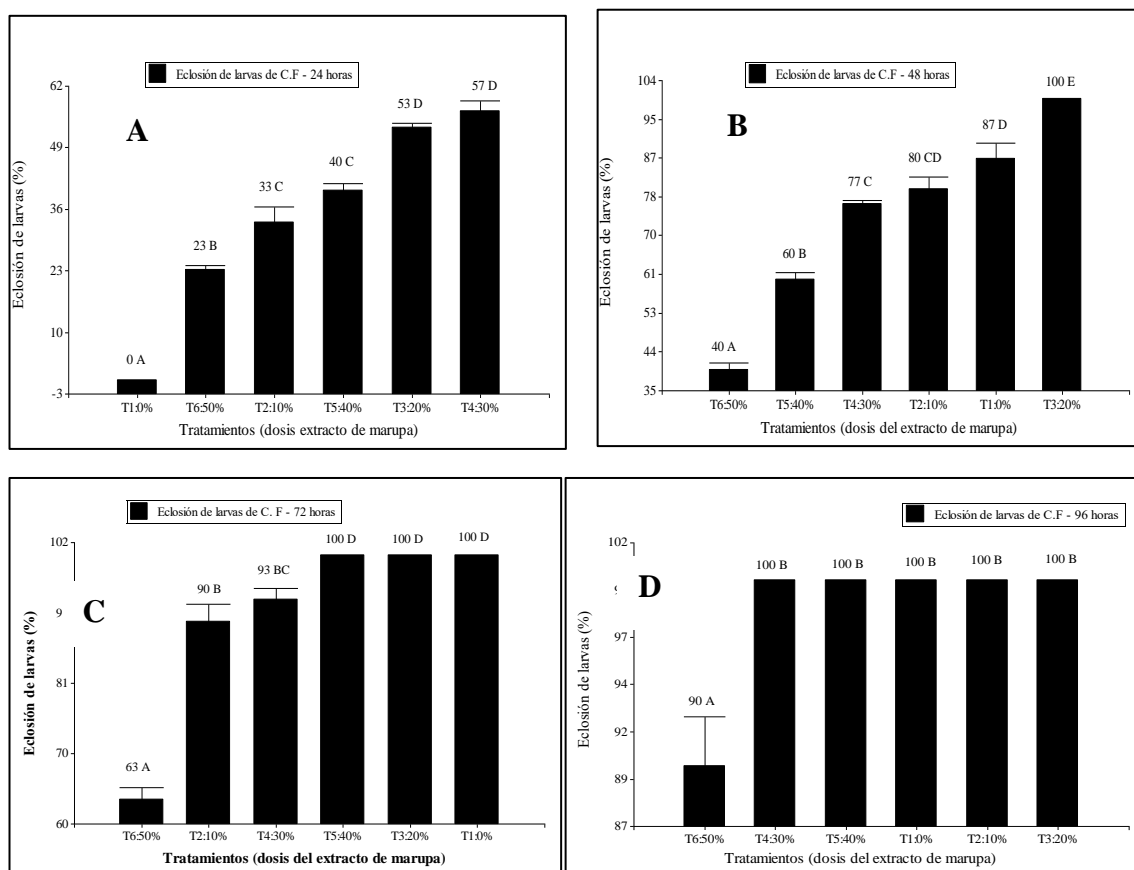 Eclosión de larvas de C.F - 24 horas
A
Eclosión de larvas (%)
62
49
36
23
10
-3
0 A
23 B
33 C
40 C
53 D
57 D
T1:0% T6:50% T2:10% T5:40% T3:20% T4:30%
Tratamientos (dosis extracto de marupa)
Eclosión de larvas de C.F - 48 horas
B
Eclosión de larvas (%)
104
95
87
78
70
61
53
44
35
40 A
60 B
77 C
80 CD
87 D
100 E
T6:50% T5:40% T4:30% T2:10% T1:0% T3:20%
Tratamientos (dosis del extracto de marupa)
Eclosión de larvas de C. F - 72 horas
C
Eclosión de larvas (%)
102
9
81
70
60
63 A
90 B
93 BC
100 D
100 D
100 D
T6:50% T2:10% T4:30% T5:40% T3:20% T1:0%
Tratamientos (dosis del extracto de marupa)
Eclosión de larvas de C.F - 96 horas
D
Eclosión de larvas (%)
102
97
94
92
89
87
90 A
100 B
100 B
100 B
100 B
100 B
T6:50% T4:30% T5:40% T1:0% T2:10% T3:20%
Tratamientos (dosis del extracto de marupa)